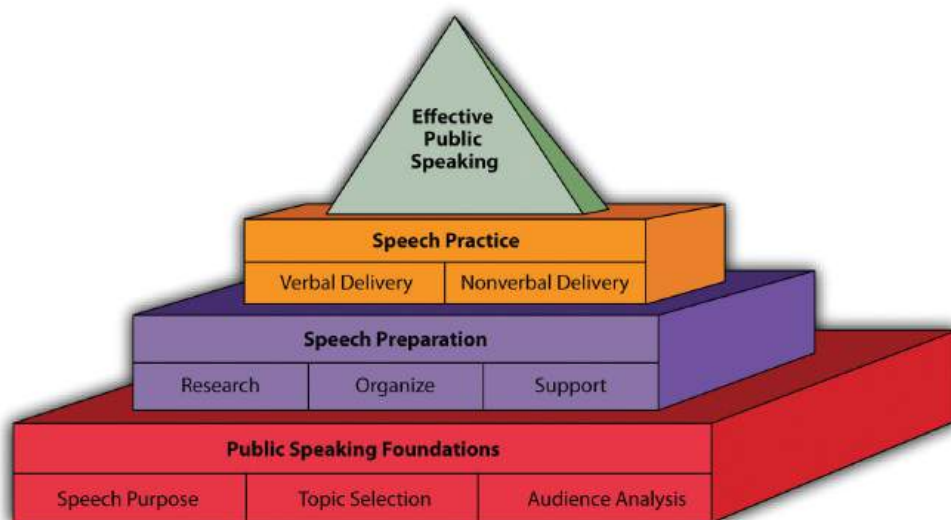 Effective
Public
Speaking
Speech Practice
Verbal Delivery Nonverbal Delivery
Speech Preparation
Research Organize Support
Public Speaking Foundations
Speech Purpose Topic Selection Audience Analysis